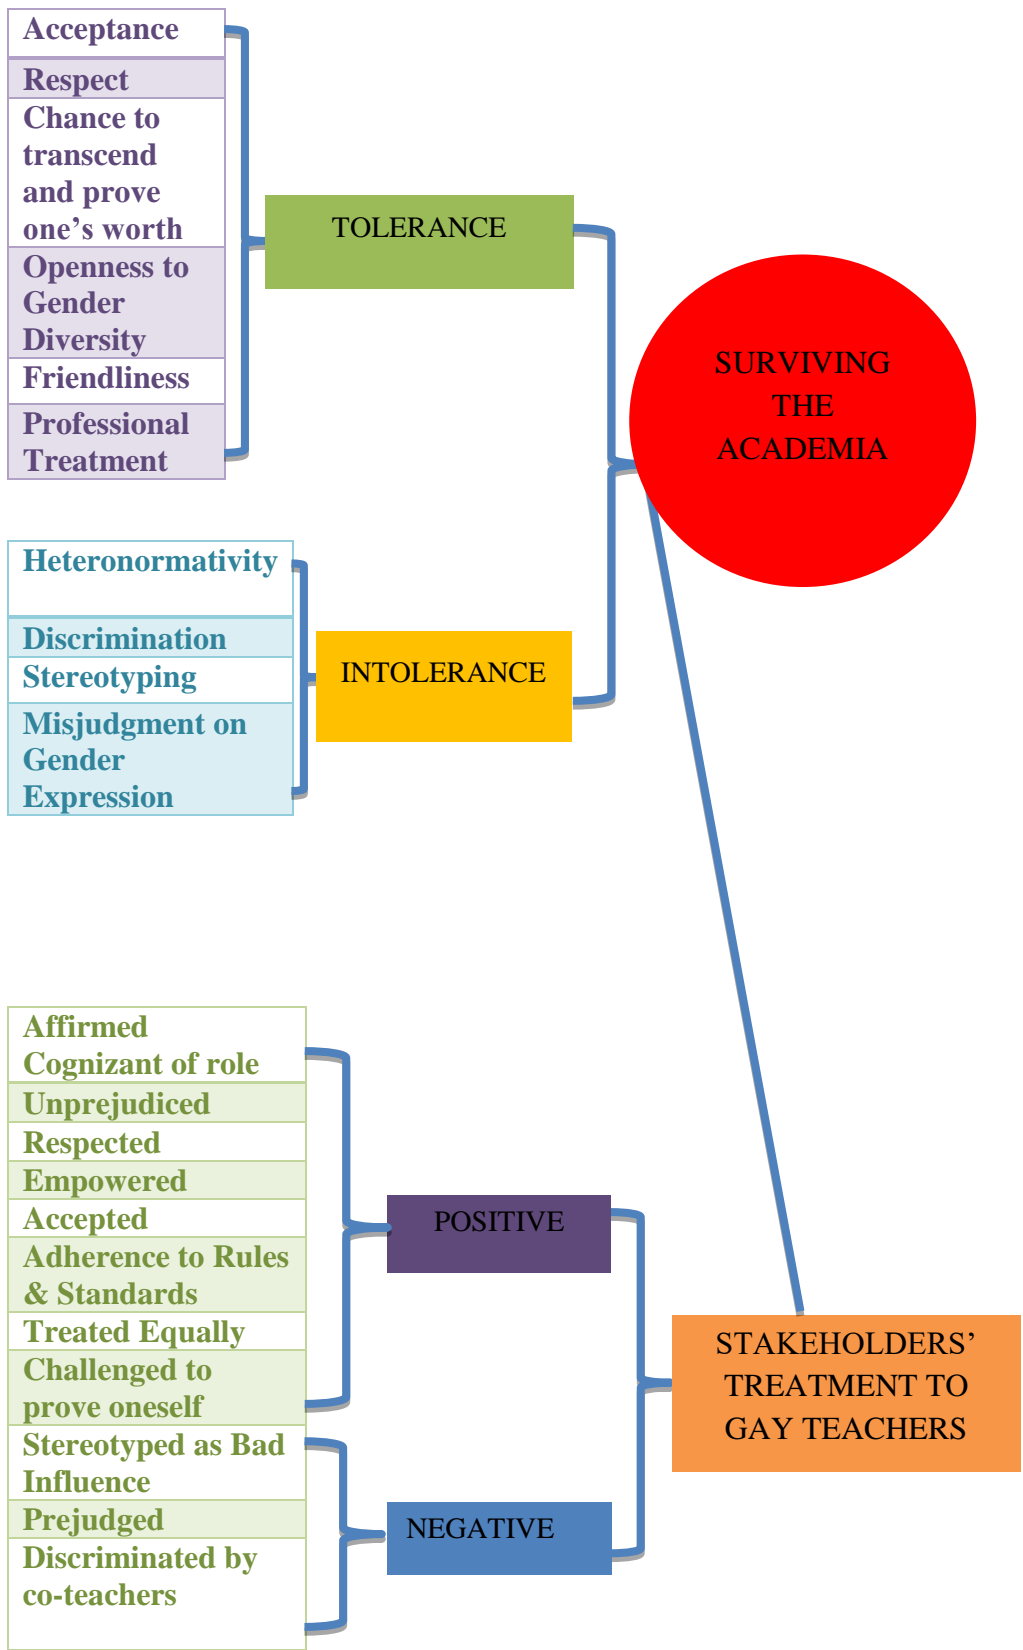 Acceptance
Respect
Chance to
transcend
and prove
one’s worth
Openness to
Gender
Diversity
Friendliness
Professional
Treatment
TOLERANCE
SURVIVING
THE
ACADEMIA
Heteronormativity
Discrimination
Stereotyping
Misjudgment on
Gender
Expression
INTOLERANCE
Affirmed
Cognizant of role
Unprejudiced
Respected
Empowered
Accepted
Adherence to Rules
& Standards
Treated Equally
Challenged to
prove oneself
Stereotyped as Bad
Influence
Prejudged
Discriminated by
co-teachers
POSITIVE
NEGATIVE
STAKEHOLDERS’
TREATMENT TO
GAY TEACHERS